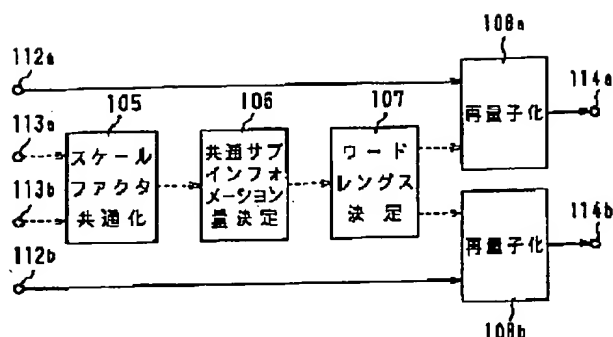 108a
112a
114a
105
106
107
113a
再量子化
スケール
ファクタ
共通化
共通サブ
インフォ
メーション
量決定
ワード
レングス
決定
113b
114b
再量子化
112b
108b